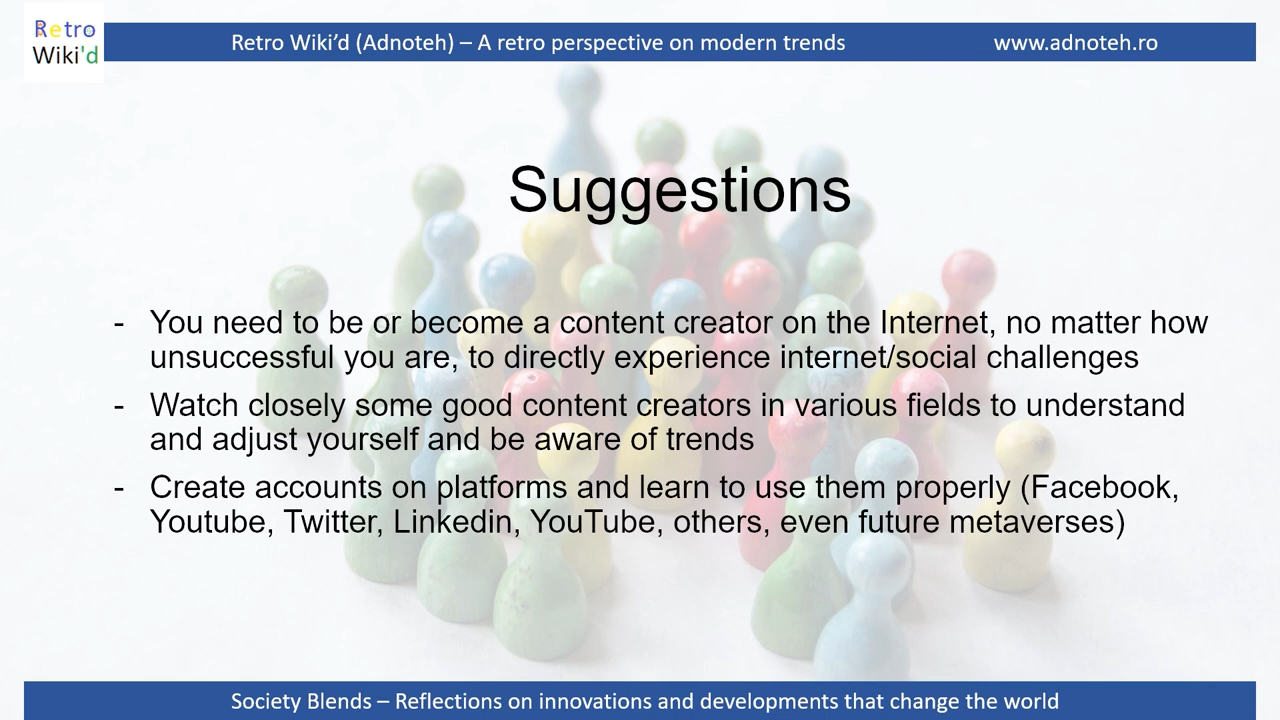 Retro
Wiki'd
Retro Wiki’d (Adnoteh) – A retro perspective on modern trends www.adnoteh.ro
Suggestions
- You need to be or become a content creator on the Internet, no matter how
unsuccessful you are, to directly experience internet/social challenges
- Watch closely some good content creators in various fields to understand
and adjust yourself and be aware of trends
- Create accounts on platforms and learn to use them properly (Facebook,
Youtube, Twitter, Linkedin, YouTube, others, even future metaverses)
Society Blends – Reflections on innovations and developments that change the world